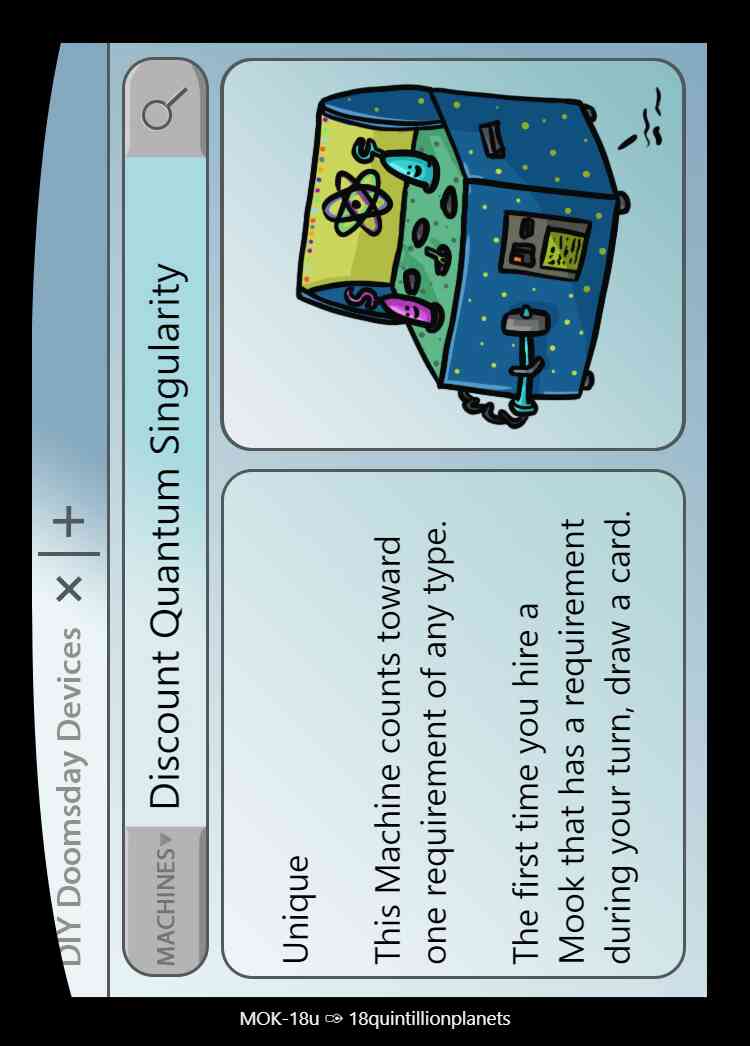 DIY Doomsday Devices × | +
MACHINES▾ Discount Quantum Singularity
Unique
This Machine counts toward
one requirement of any type.
The first time you hire a
Mook that has a requirement
during your turn, draw a card.
MOK-18u ✑ 18quintillionplanets